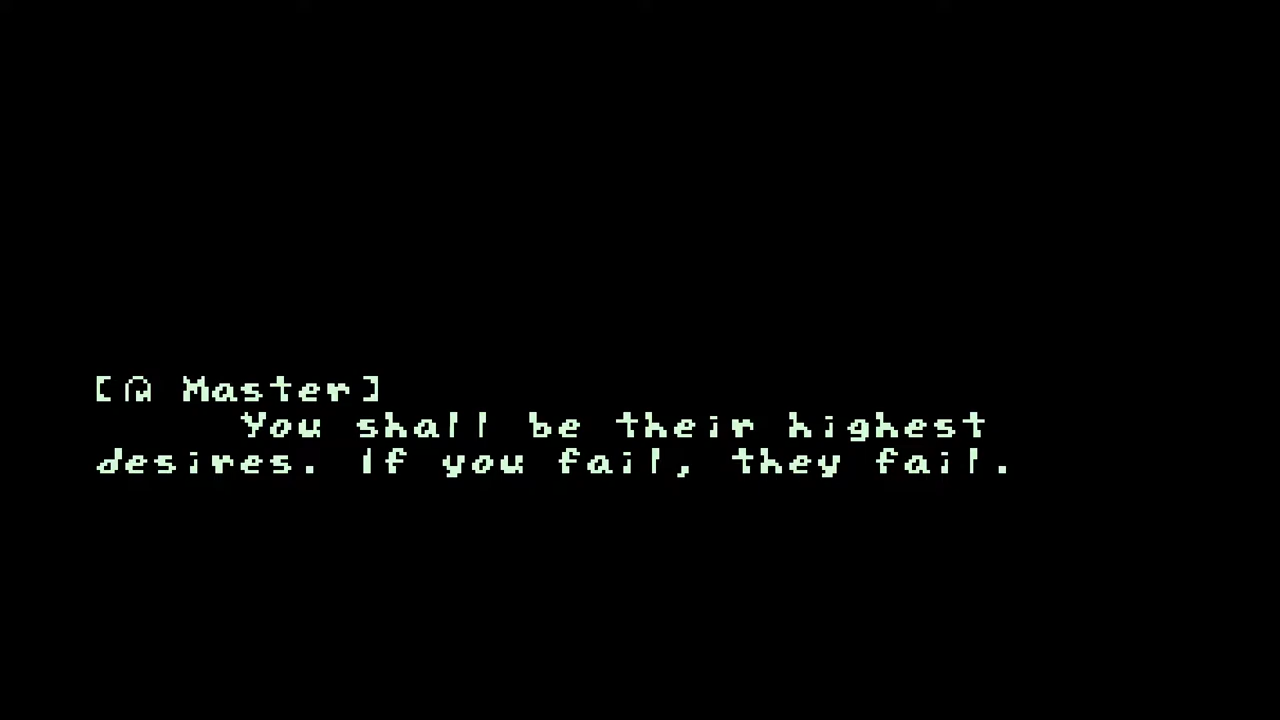 [ᕱ Master]
You shall be their highest
desires. If you fail, they fail.